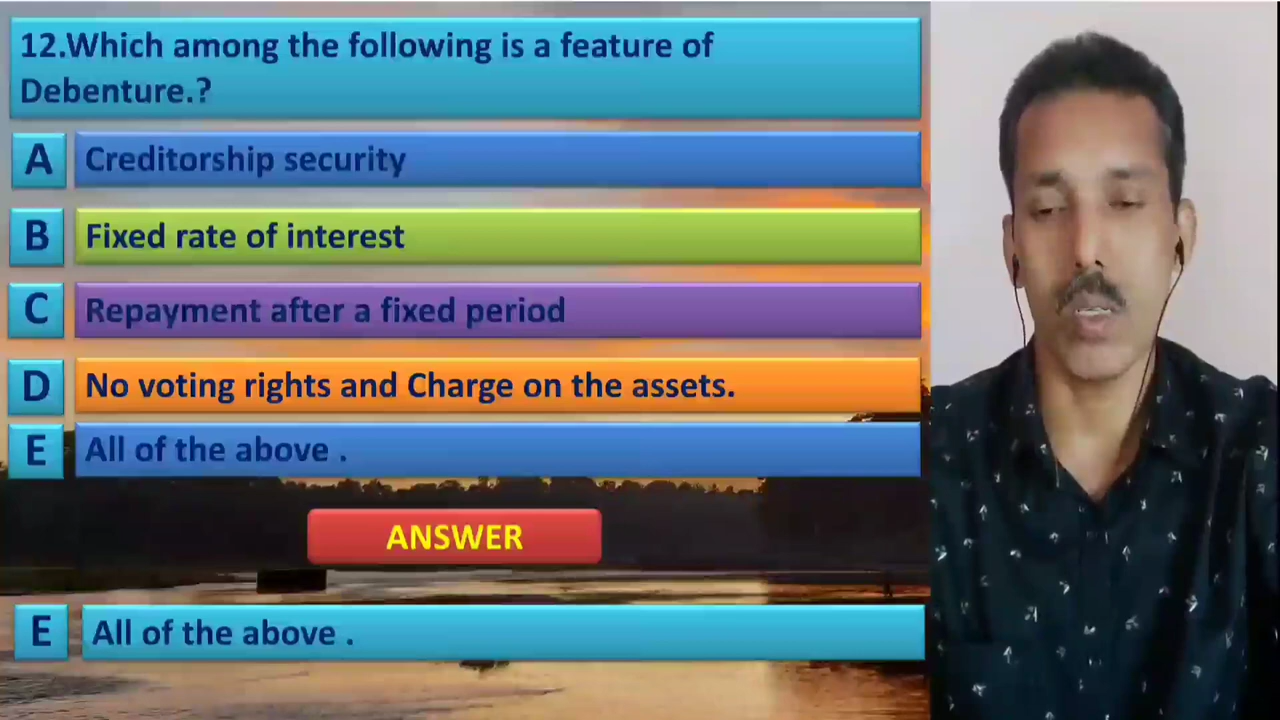 12.Which among the following is a feature of
Debenture.?
A Creditorship security
B Fixed rate of interest
C Repayment after a fixed period
D No voting rights and Charge on the assets.
E All of the above .
ANSWER
E All of the above .